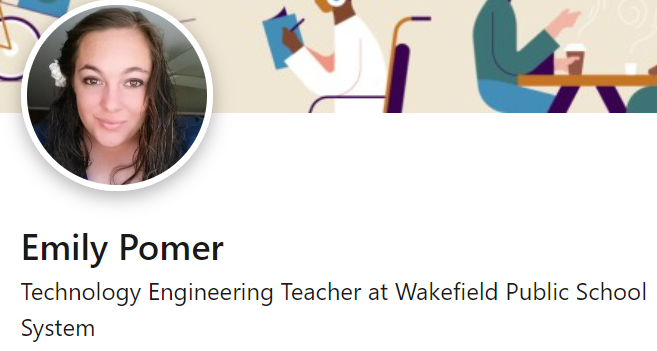 Emily Pomer
Technology Engineering Teacher at Wakefield Public School
System